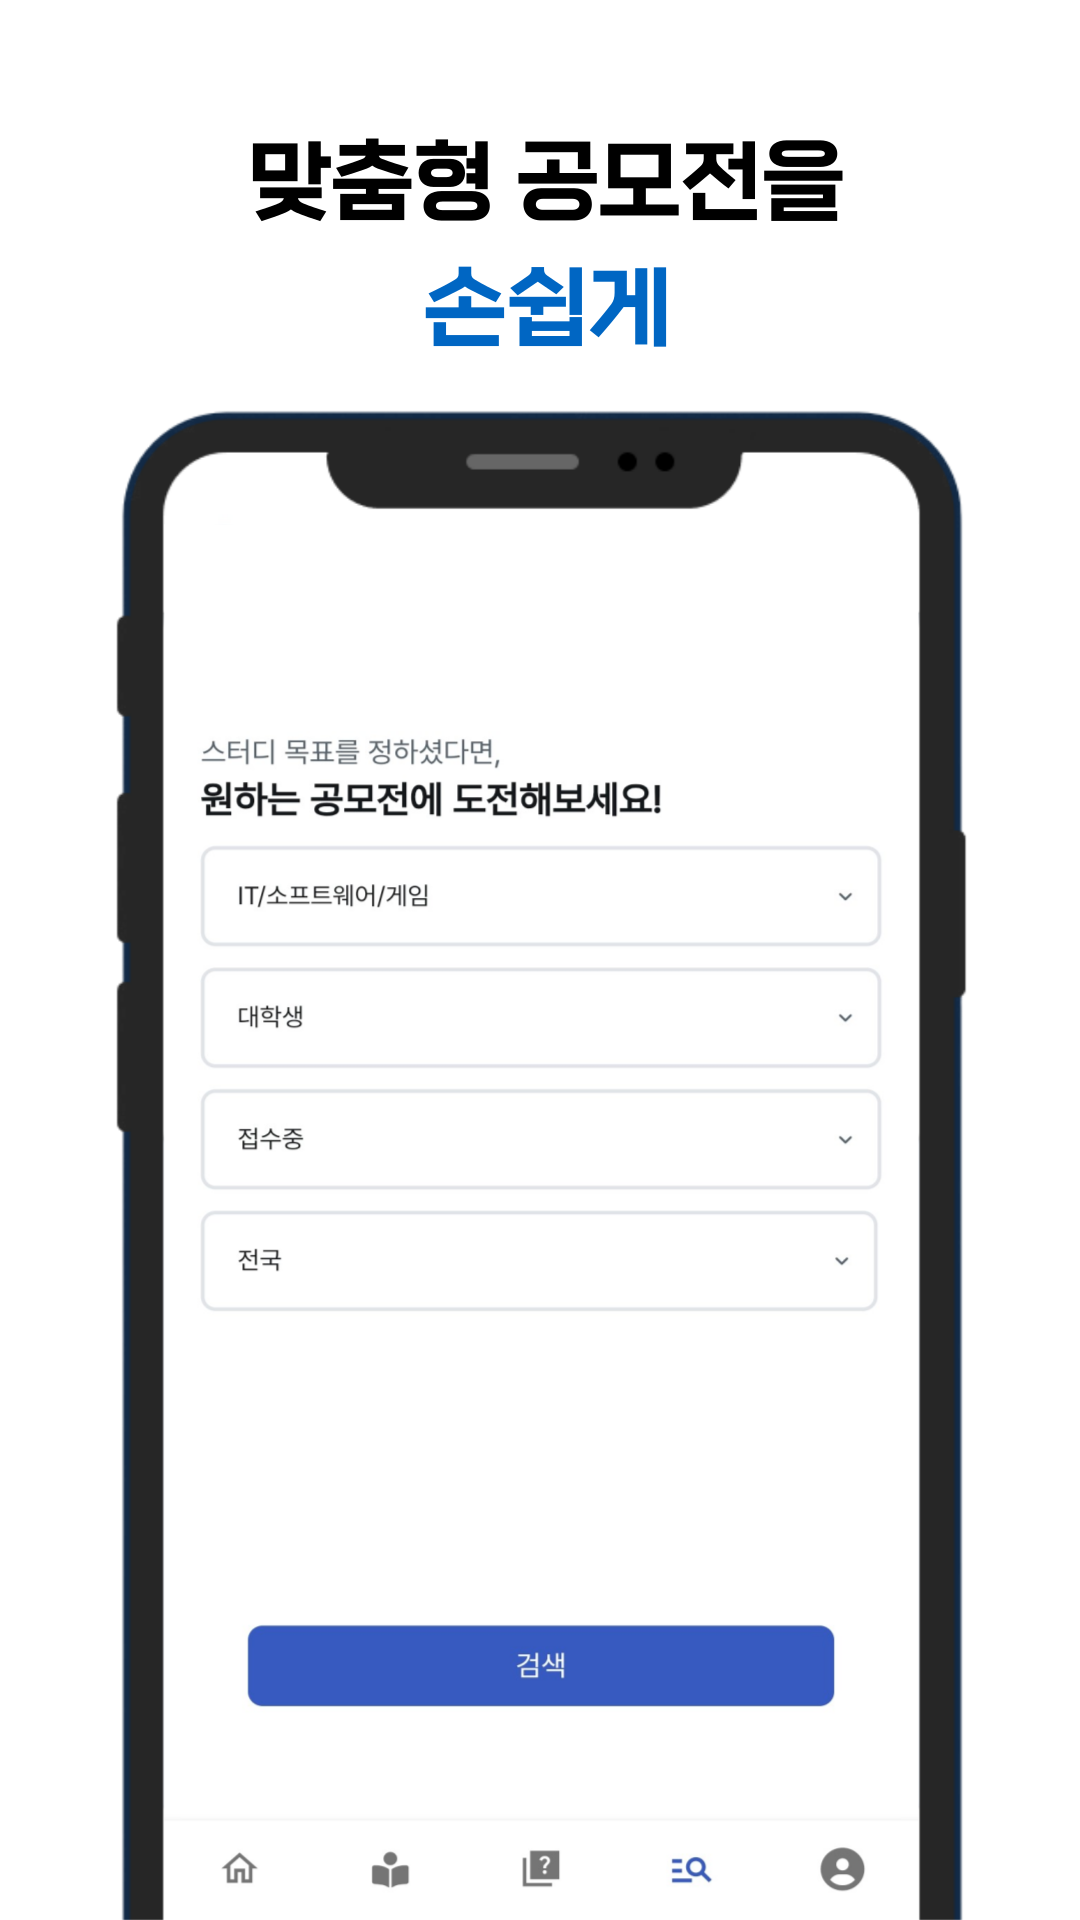 맞춤형 공모전을
손쉽게
스터디 목표를 정하셨다면,
원하는 공모전에 도전해보세요!
IT/소프트웨어/게임
대학생
접수중
전국
검색
?